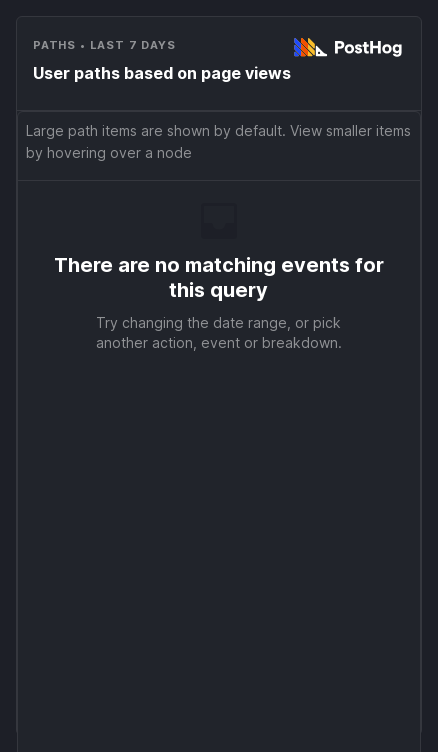 PATHS • LAST 7 DAYS
PostHog
User paths based on page views
Large path items are shown by default. View smaller items
by hovering over a node
There are no matching events for
this query
Try changing the date range, or pick
another action, event or breakdown.